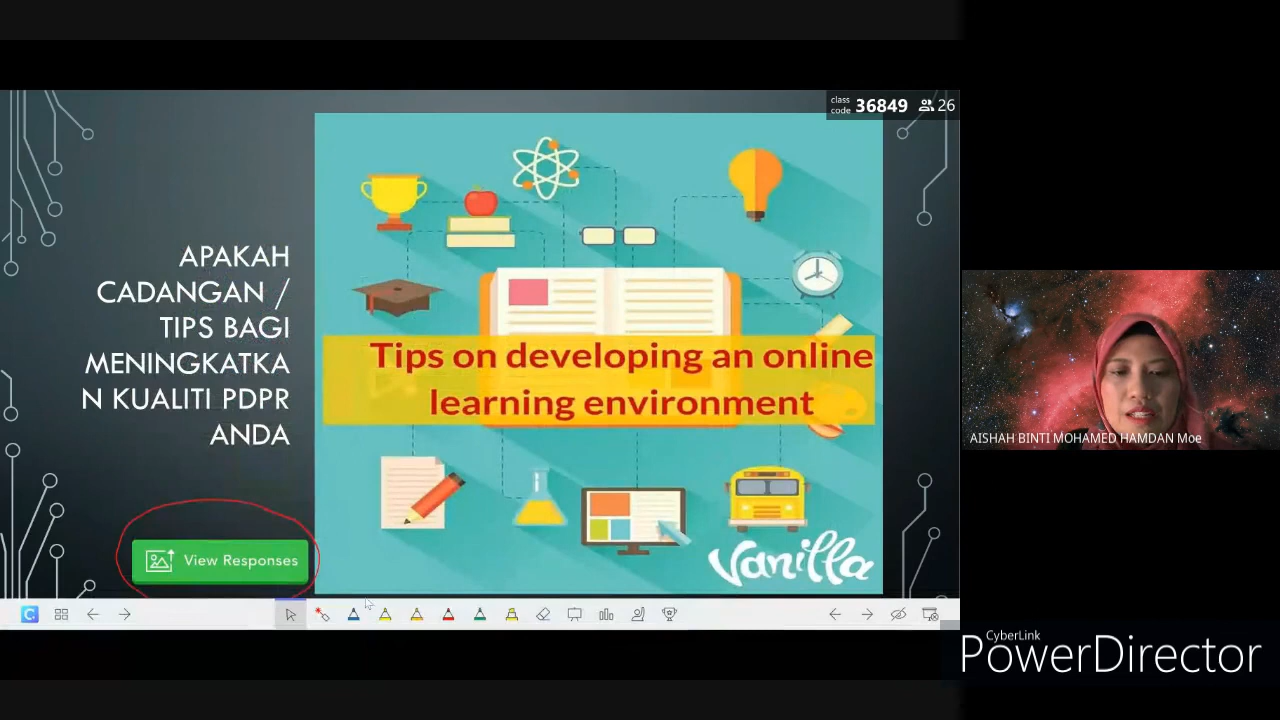 class
code 36849 26
APAKAH
CADANGAN /
TIPS BAGI
MENINGKATKA
N KUALITI PDPR
ANDA
Tips on developing an online
learning environment
Vanilla
View Responses
AISHAH BINTI MOHAMED HAMDAN Moe
CyberLink
PowerDirector